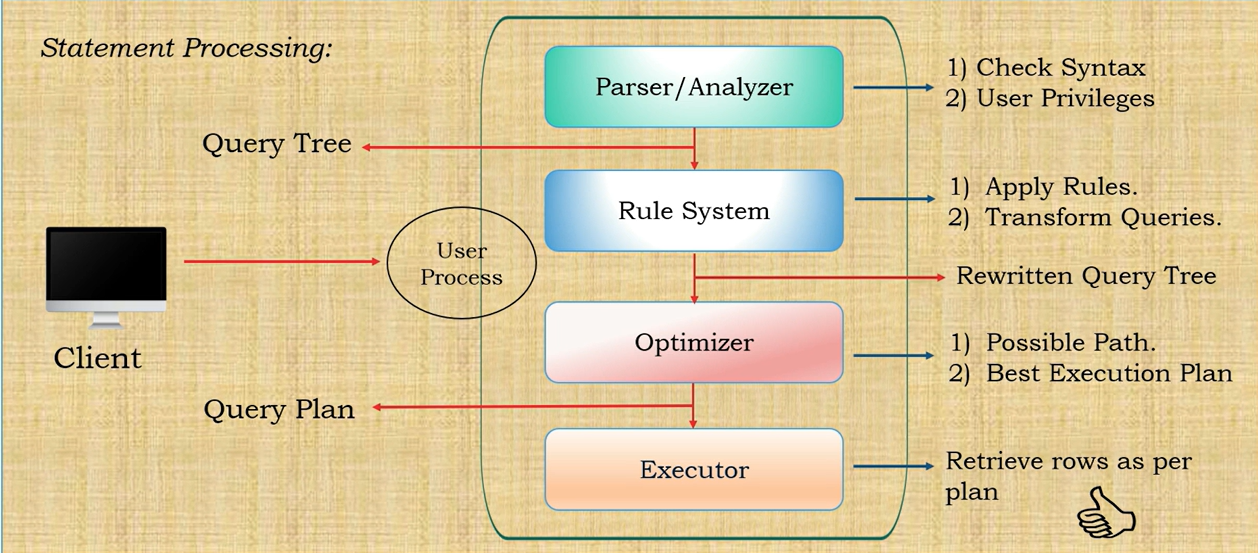 Statement Processing:
Parser/Analyzer
1) Check Syntax
2) User Privileges
Query Tree
Rule System
1) Apply Rules.
2) Transform Queries.
User
Process
Rewritten Query Tree
Client
Optimizer
1) Possible Path.
2) Best Execution Plan
Query Plan
Executor
Retrieve rows as per
plan